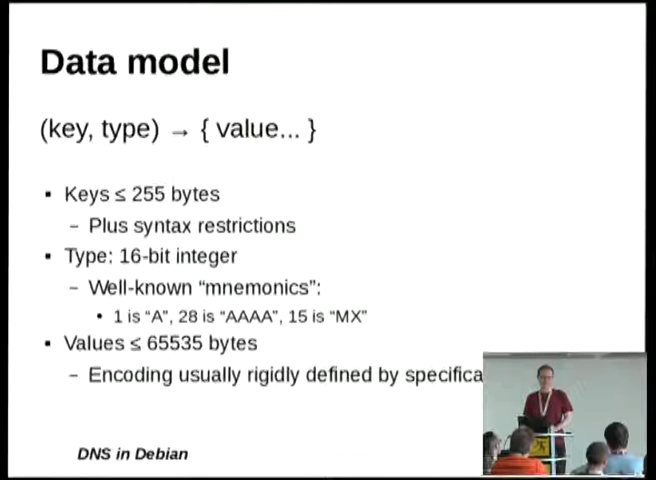 Data model
(key, type) → { value... }
▪ Keys ≤ 255 bytes
– Plus syntax restrictions
▪ Type: 16-bit integer
– Well-known “mnemonics”:
• 1 is “A”, 28 is “AAAA”, 15 is “MX”
▪ Values ≤ 65535 bytes
– Encoding usually rigidly defined by specifica
DNS in Debian